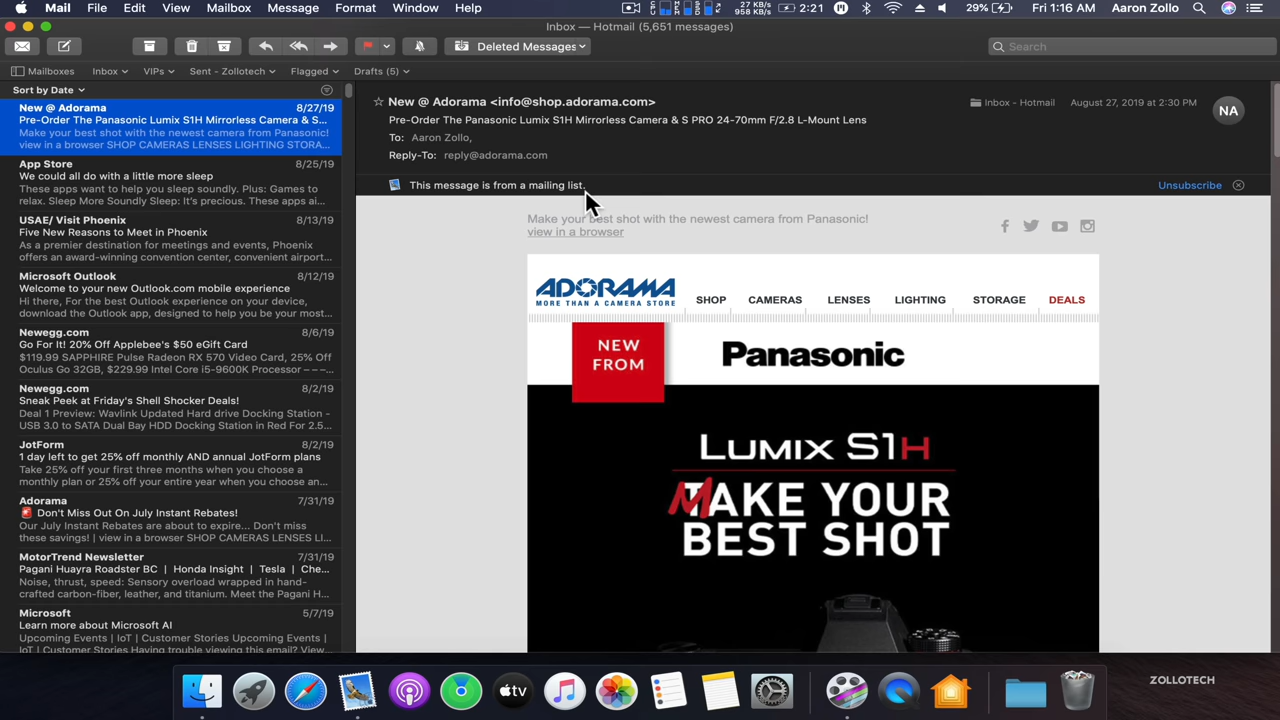 Mail File Edit View Mailbox Message Format Window Help
27 KB/s
958 KB/s
2:21
29%
Fri 1:16 AM Aaron Zollo
Inbox — Hotmail (5,651 messages)
Deleted Messages
Search
Mailboxes Inbox VIPs Sent - Zollotech Flagged Drafts (5)
Sort by Date
New @ Adorama 8/27/19
Pre-Order The Panasonic Lumix S1H Mirrorless Camera & S...
Make your best shot with the newest camera from Panasonic!
view in a browser SHOP CAMERAS LENSES LIGHTING STORA...
App Store 8/25/19
We could all do with a little more sleep
These apps want to help you sleep soundly. Plus: Games to
relax. Sleep More Soundly Sleep: It's precious. These apps ai...
USAE/ Visit Phoenix 8/13/19
Five New Reasons to Meet in Phoenix
As a premier destination for meetings and events, Phoenix
offers an award-winning convention center, convenient airport...
Microsoft Outlook 8/12/19
Welcome to your new Outlook.com mobile experience
Hi there, For the best Outlook experience on your device,
download the Outlook app, designed to help you be your most...
Newegg.com 8/6/19
Go For It! 20% Off Applebee's $50 eGift Card
$119.99 SAPPHIRE Pulse Radeon RX 570 Video Card, 25% Off
Oculus Go 32GB, $229.99 Intel Core i5-9600K Processor – – –...
Newegg.com 8/2/19
Sneak Peek at Friday's Shell Shocker Deals!
Deal 1 Preview: Wavlink Updated Hard drive Docking Station -
USB 3.0 to SATA Dual Bay HDD Docking Station in Red For 2.5...
JotForm 8/2/19
1 day left to get 25% off monthly AND annual JotForm plans
Take 25% off your first three months when you choose a
monthly plan or 25% off your entire year when you choose an...
Adorama 7/31/19
🚨 Don't Miss Out On July Instant Rebates!
Our July Instant Rebates are about to expire... Don't miss
these savings! | view in a browser SHOP CAMERAS LENSES LI...
MotorTrend Newsletter 7/31/19
Pagani Huayra Roadster BC | Honda Insight | Tesla | Che...
Noise, thrust, speed: Sensory overload wrapped in hand-
crafted carbon-fiber, leather, and titanium. Meet the Pagani H...
Microsoft 5/7/19
Learn more about Microsoft AI
Upcoming Events | IoT | Customer Stories Upcoming Events |
IoT | Customer Stories Having trouble viewing this email? View...
New @ Adorama <info@shop.adorama.com>
Inbox - Hotmail August 27, 2019 at 2:30 PM
NA
Pre-Order The Panasonic Lumix S1H Mirrorless Camera & S PRO 24-70mm F/2.8 L-Mount Lens
To: Aaron Zollo,
Reply-To: reply@adorama.com
This message is from a mailing list.
Unsubscribe
Make your best shot with the newest camera from Panasonic!
view in a browser
ADORAMA
MORE THAN A CAMERA STORE
SHOP CAMERAS LENSES LIGHTING STORAGE DEALS
NEW
FROM
Panasonic
LUMIX S1H
MAKE YOUR
BEST SHOT
tv
ZOLLOTECH